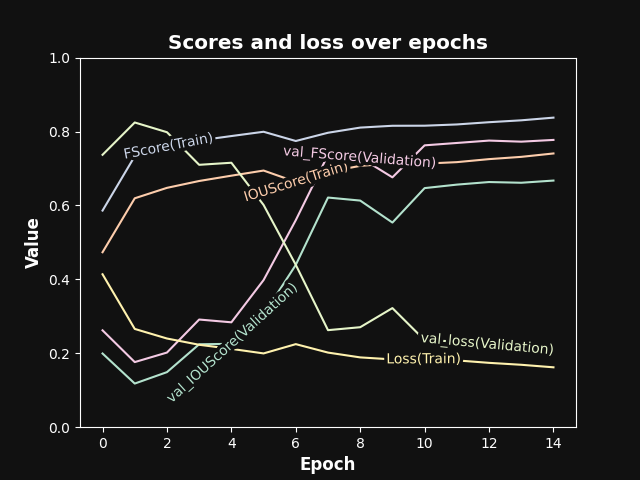 Scores and loss over epochs
1.0
0.8
0.6
0.4
0.2
0.0
Value
FScore(Train)
val_FScore(Validation)
IOUScore(Train)
val_IOUScore(Validation)
val_loss(Validation)
Loss(Train)
0 2 4 6 8 10 12 14
Epoch